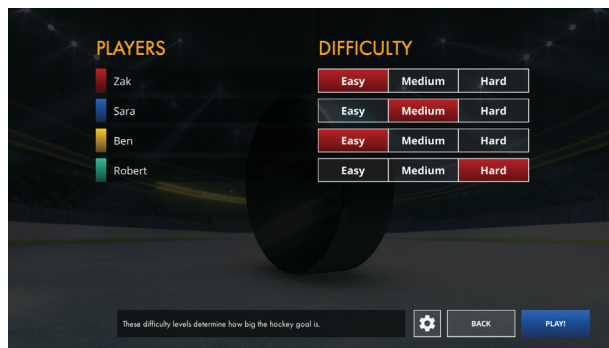 PLAYERS DIFFICULTY
Zak Easy Medium Hard
Sara Easy Medium Hard
Ben Easy Medium Hard
Robert Easy Medium Hard
These difficulty levels determine how big the hockey goal is. BACK PLAY!